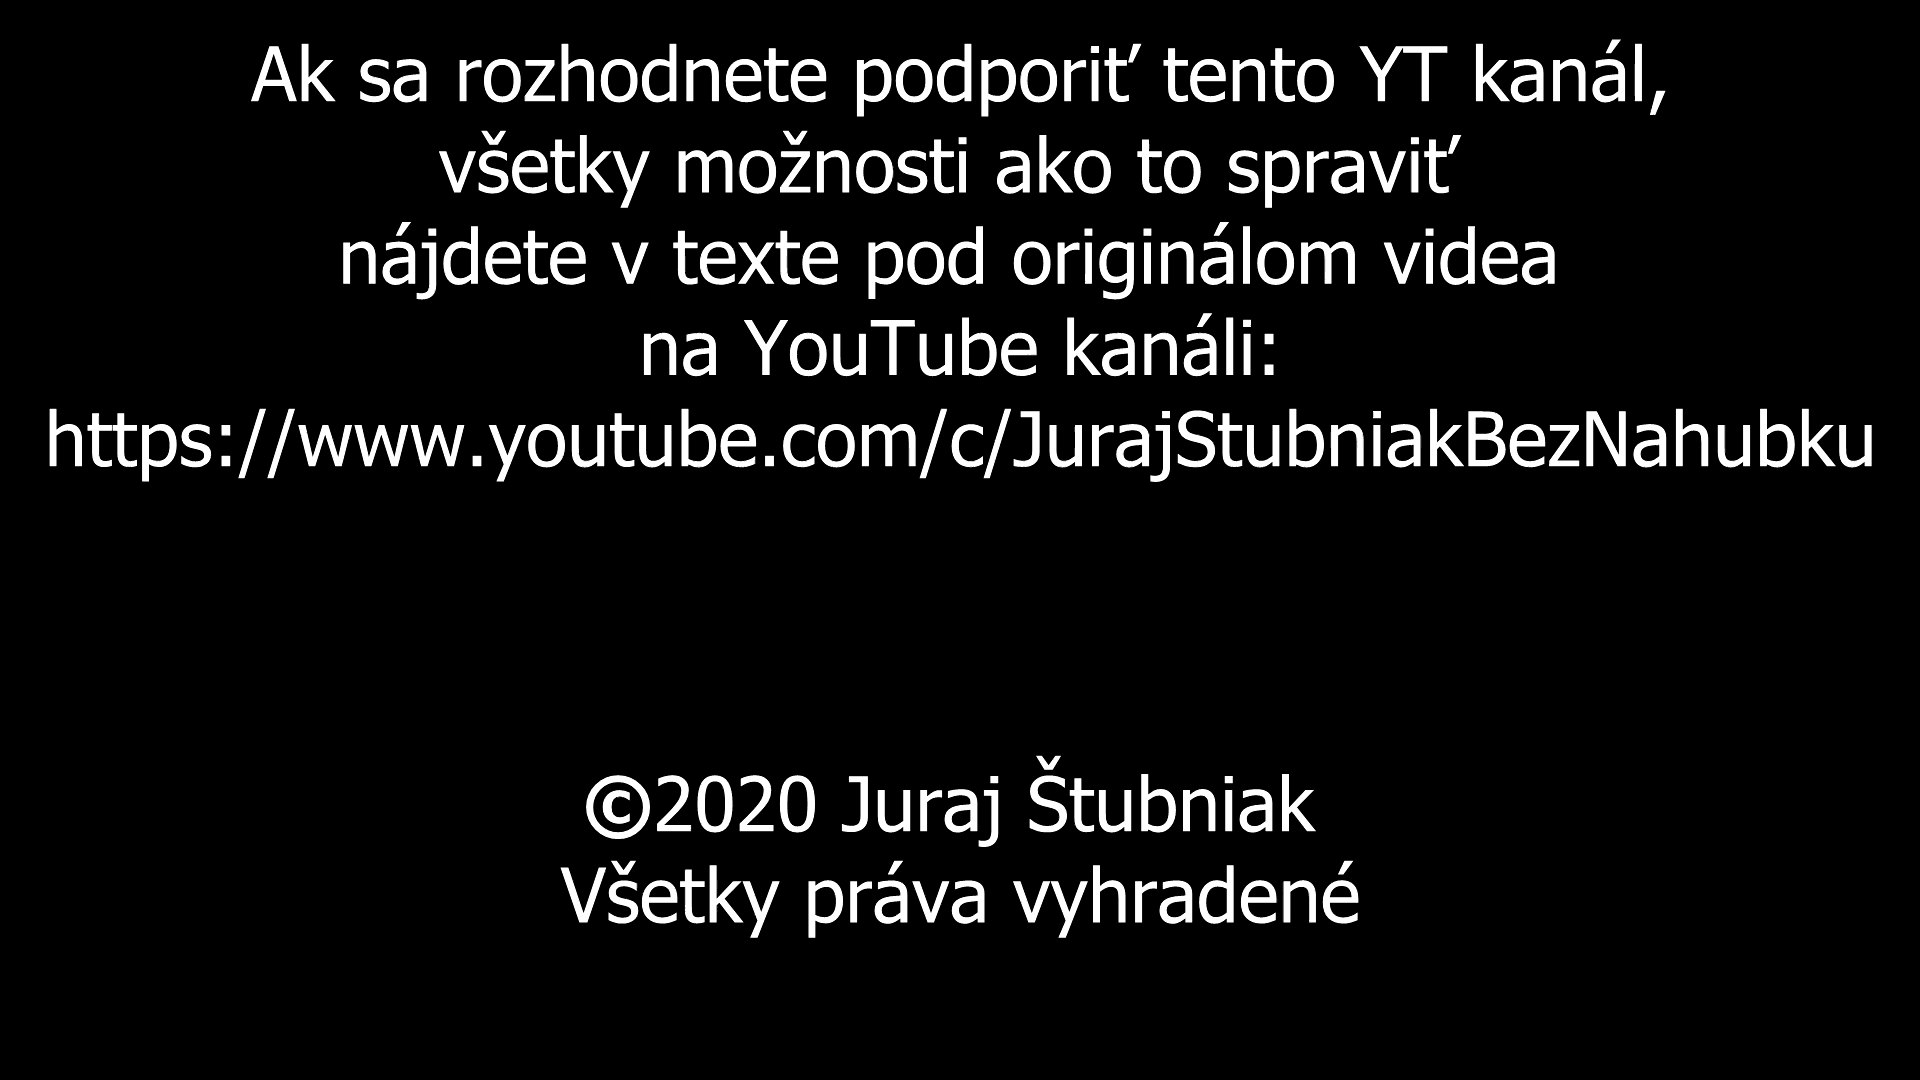 Ak sa rozhodnete podporiť tento YT kanál,
všetky možnosti ako to spraviť
nájdete v texte pod originálom videa
na YouTube kanáli:
https://www.youtube.com/c/JurajStubniakBezNahubku
©2020 Juraj Štubniak
Všetky práva vyhradené